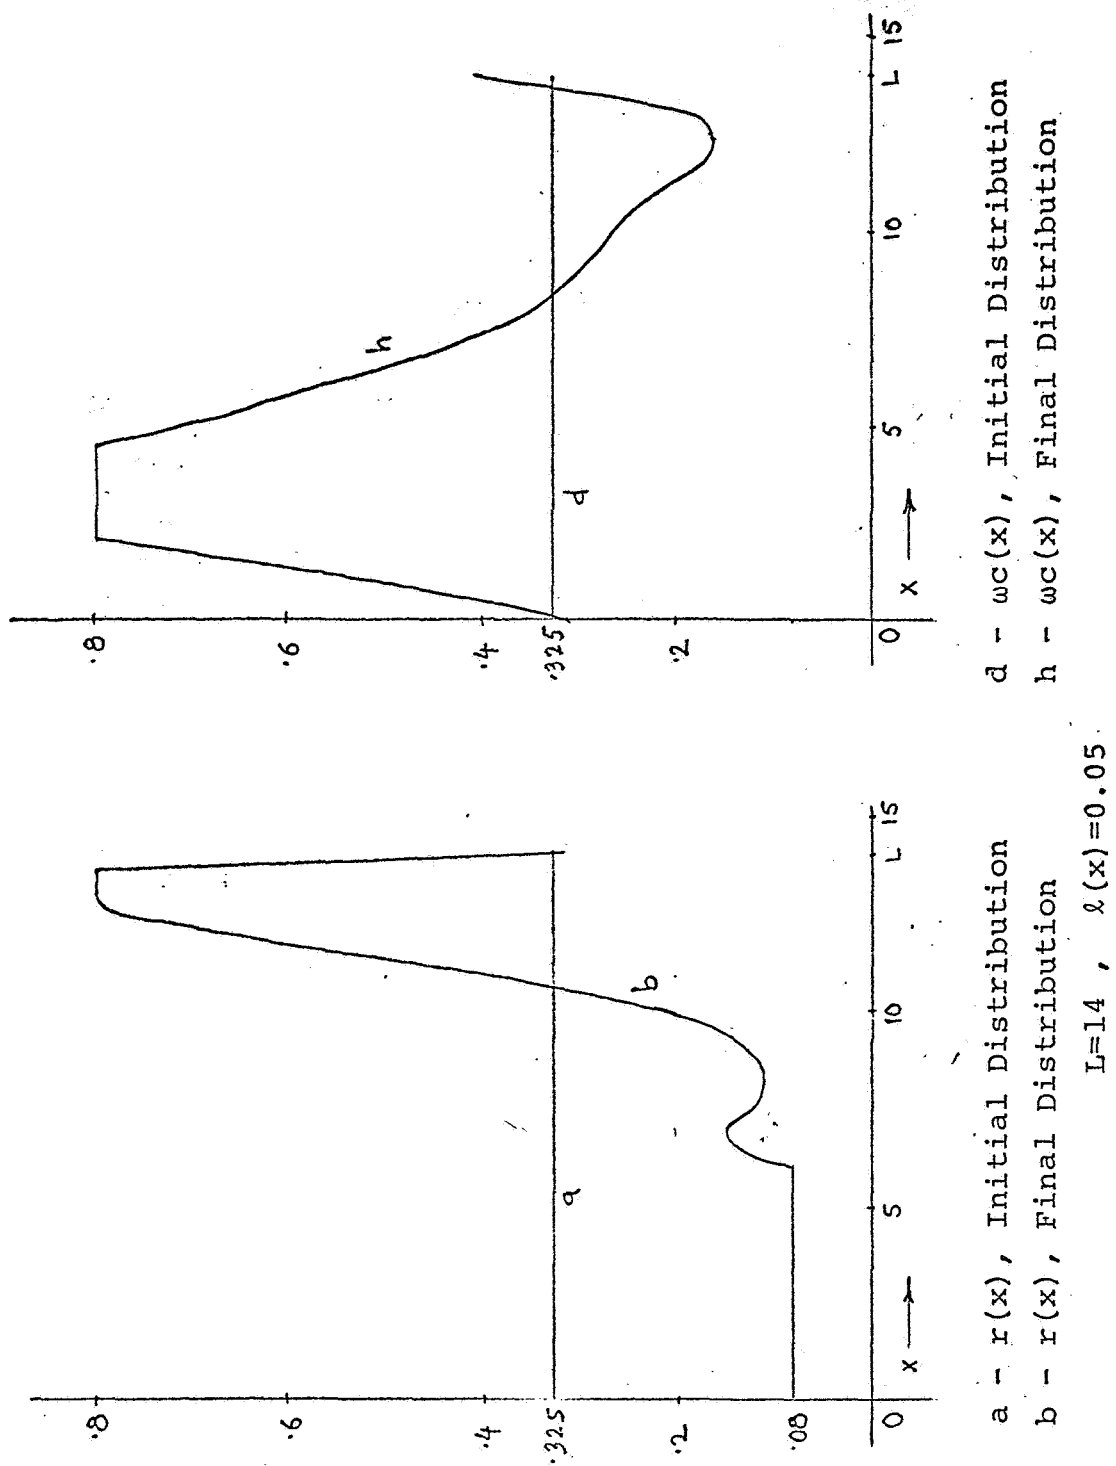 .8
.6
.4
.325
.2
.08
0
5
10
L
15
x
a
b
a - r(x), Initial Distribution
b - r(x), Final Distribution
.8
.6
.4
.325
.2
0
5
10
L
15
x
d
h
d - ωc(x), Initial Distribution
h - ωc(x), Final Distribution
L=14 , ℓ(x)=0.05